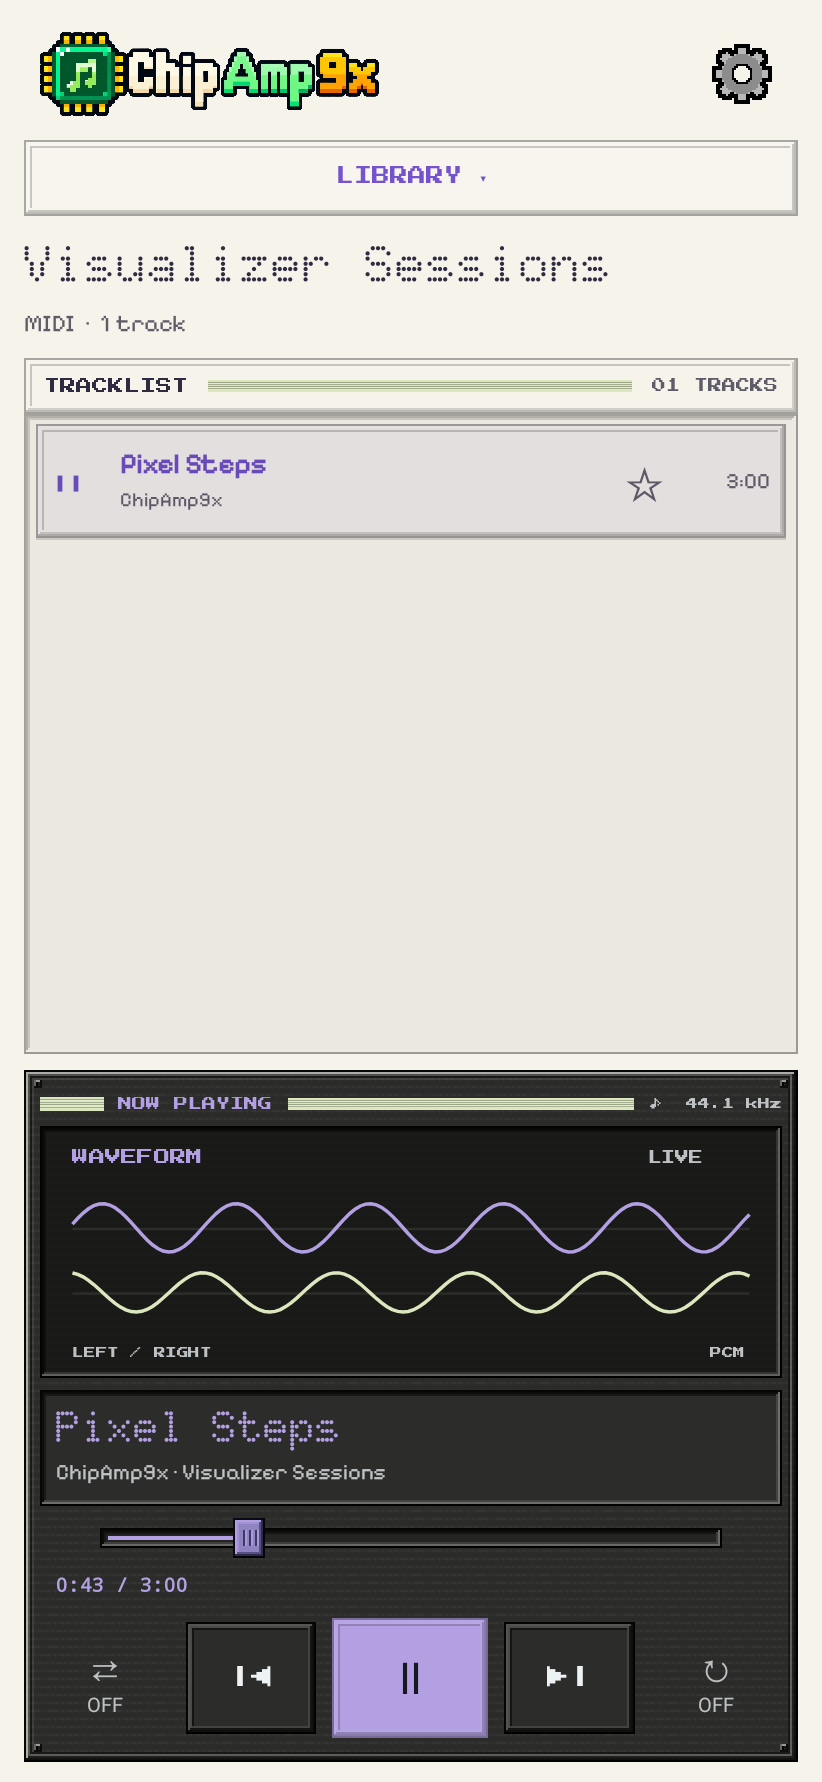 ChipAmp9x
LIBRARY ▾
Visualizer Sessions
MIDI · 1 track
TRACKLIST 01 TRACKS
Pixel Steps
ChipAmp9x
☆ 3:00
NOW PLAYING ♪ 44.1 kHz
WAVEFORM LIVE
LEFT / RIGHT PCM
Pixel Steps
ChipAmp9x · Visualizer Sessions
0:43 / 3:00
⇄ OFF
↻ OFF